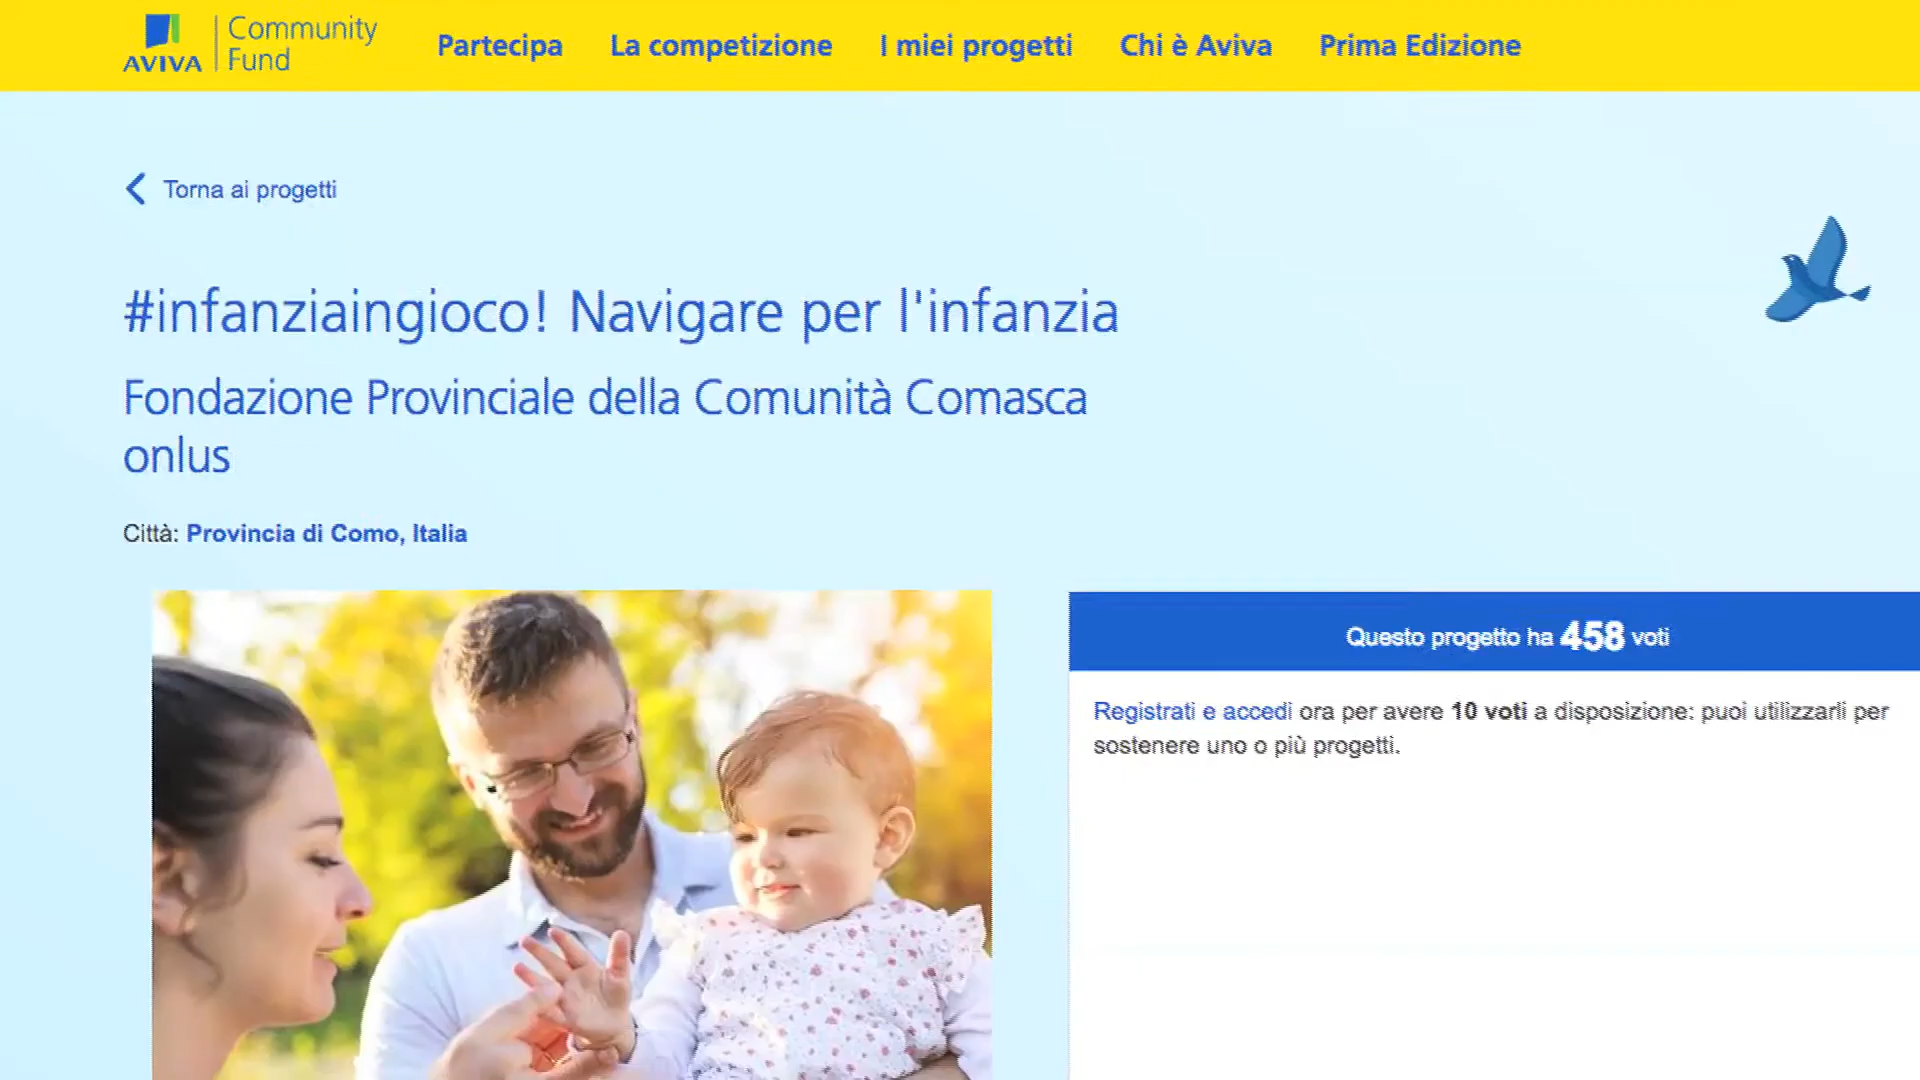 AVIVA
Community
Fund
Partecipa
La competizione
I miei progetti
Chi è Aviva
Prima Edizione
Torna ai progetti
#infanziaingioco! Navigare per l'infanzia
Fondazione Provinciale della Comunità Comasca
onlus
Città: Provincia di Como, Italia
Questo progetto ha 458 voti
Registrati e accedi ora per avere 10 voti a disposizione: puoi utilizzarli per
sostenere uno o più progetti.